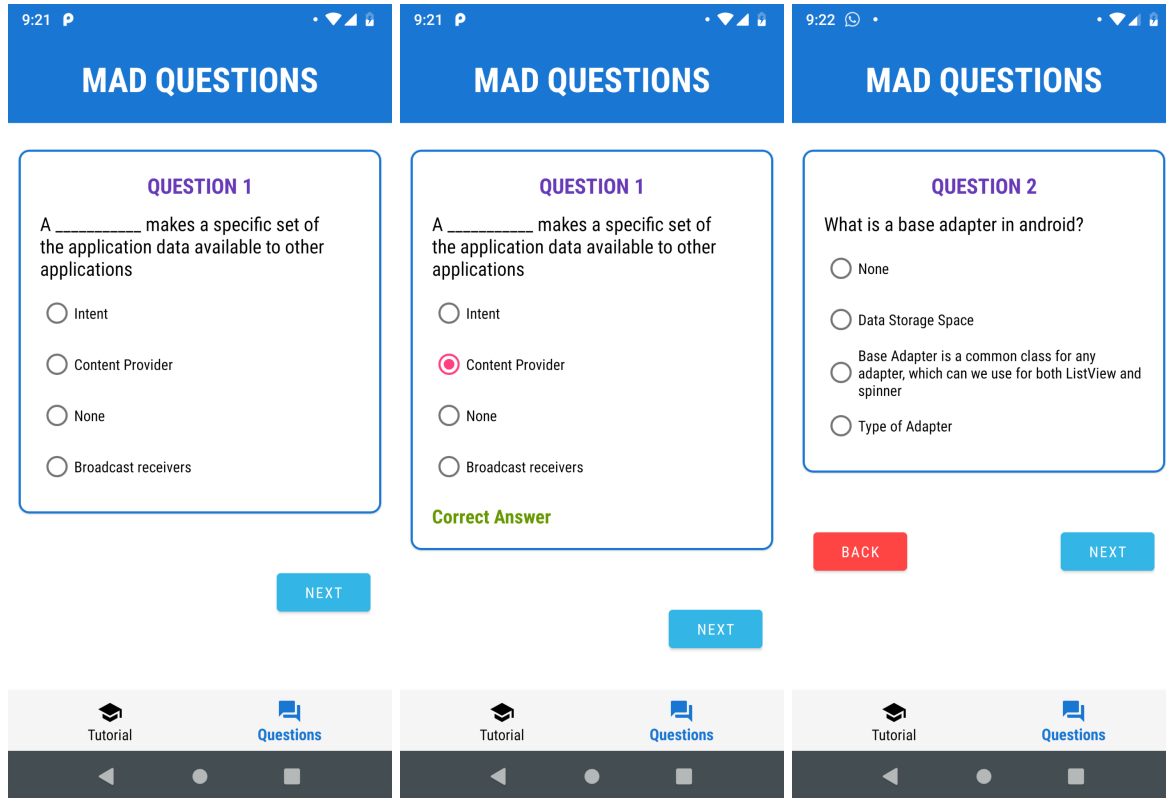 9:21
MAD QUESTIONS
QUESTION 1
A ___________ makes a specific set of
the application data available to other
applications
Intent
Content Provider
None
Broadcast receivers
NEXT
Tutorial
Questions
9:21
MAD QUESTIONS
QUESTION 1
A ___________ makes a specific set of
the application data available to other
applications
Intent
Content Provider
None
Broadcast receivers
Correct Answer
NEXT
Tutorial
Questions
9:22
MAD QUESTIONS
QUESTION 2
What is a base adapter in android?
None
Data Storage Space
Base Adapter is a common class for any
adapter, which can we use for both ListView and
spinner
Type of Adapter
BACK
NEXT
Tutorial
Questions